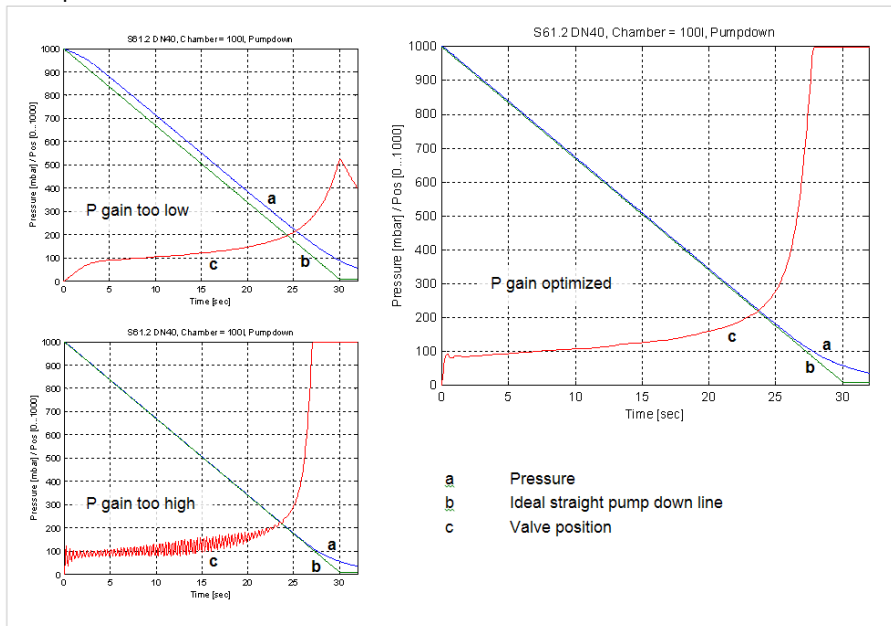 S61.2 DN40, Chamber = 100l, Pumpdown
1000
900
800
700
600
500
400
300
200
100
0
Pressure [mbar] / Pos [0...1000]
P gain too low
a
b
c
0 5 10 15 20 25 30
Time [sec]
S61.2 DN40, Chamber = 100l, Pumpdown
1000
900
800
700
600
500
400
300
200
100
0
Pressure [mbar] / Pos [0...1000]
P gain too high
a
b
c
0 5 10 15 20 25 30
Time [sec]
S61.2 DN40, Chamber = 100l, Pumpdown
1000
900
800
700
600
500
400
300
200
100
0
Pressure [mbar] / Pos [0...1000]
P gain optimized
c
a
b
0 5 10 15 20 25 30
Time [sec]
a Pressure
b Ideal straight pump down line
c Valve position